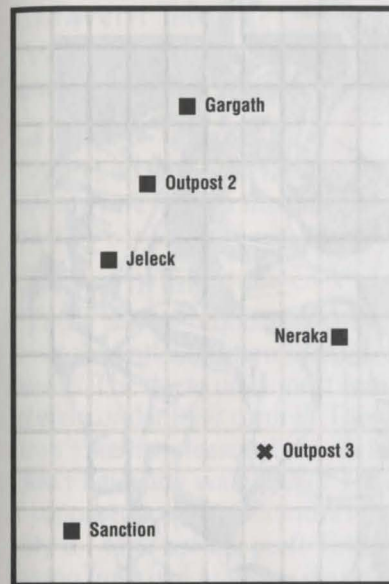 Gargath
Outpost 2
Jeleck
Neraka
Outpost 3
Sanction